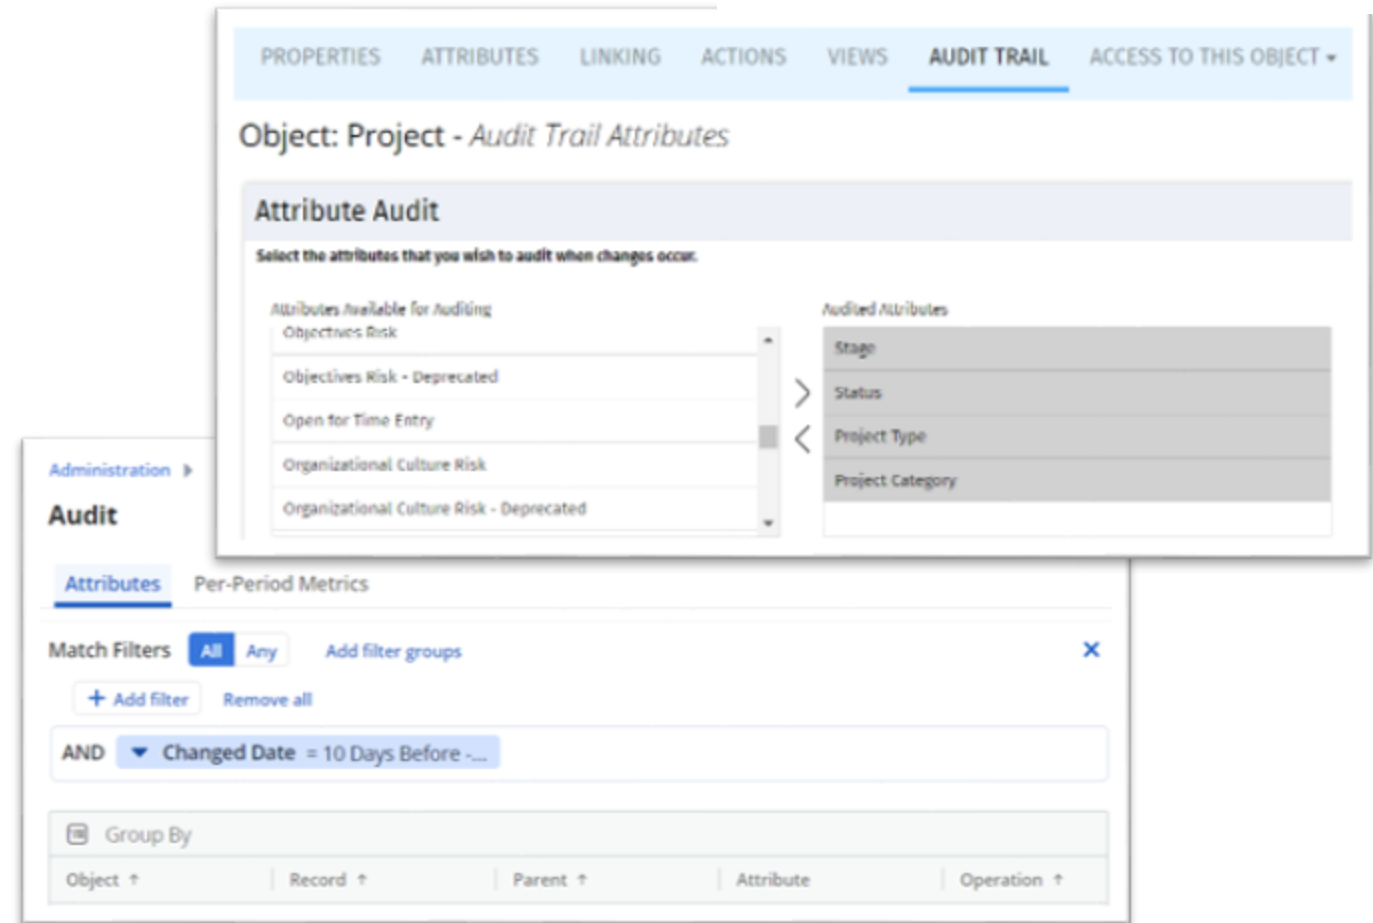 PROPERTIES ATTRIBUTES LINKING ACTIONS VIEWS AUDIT TRAIL ACCESS TO THIS OBJECT
Object: Project - Audit Trail Attributes
Attribute Audit
Select the attributes that you wish to audit when changes occur.
Attributes Available for Auditing
Objectives Risk
Objectives Risk - Deprecated
Open for Time Entry
Organizational Culture Risk
Organizational Culture Risk - Deprecated
Audited Attributes
Stage
Status
Project Type
Project Category
Administration
Audit
Attributes Per-Period Metrics
Match Filters All Any Add filter groups
+ Add filter Remove all
AND Changed Date = 10 Days Before -...
Group By
Object ↑ Record ↑ Parent ↑ Attribute Operation ↑